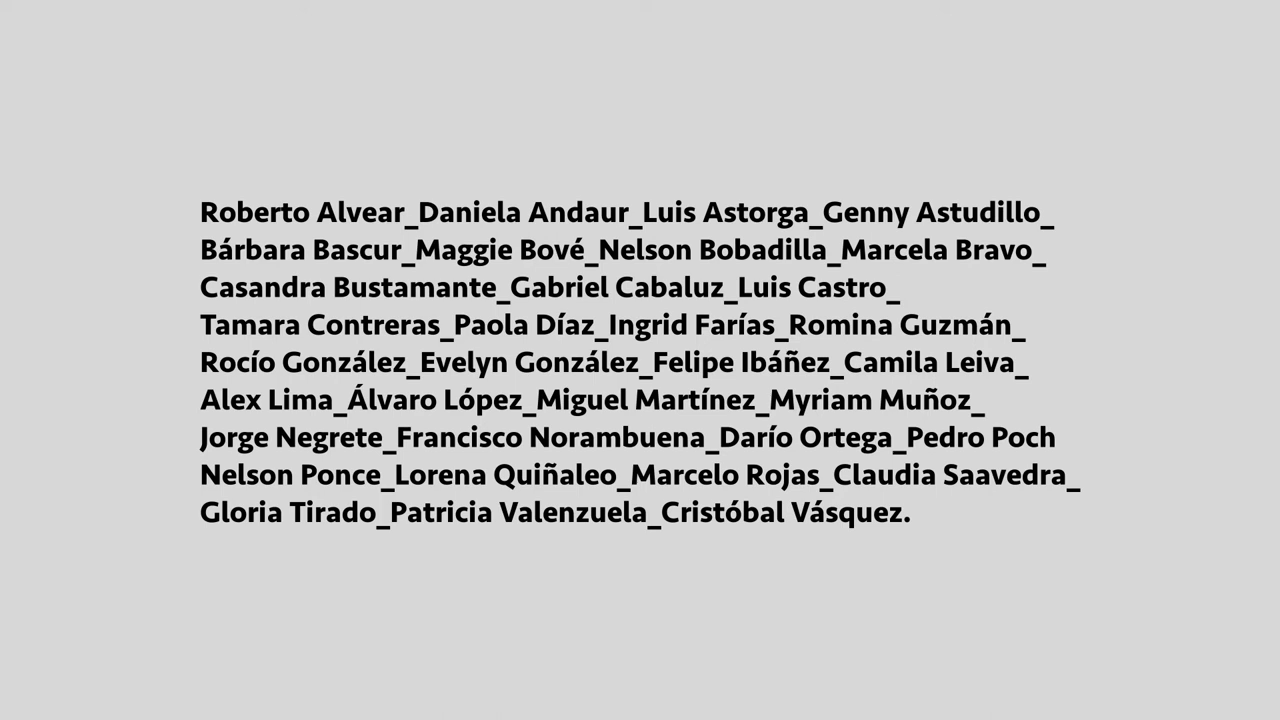 Roberto Alvear_Daniela Andaur_Luis Astorga_Genny Astudillo_
Bárbara Bascur_Maggie Bové_Nelson Bobadilla_Marcela Bravo_
Casandra Bustamante_Gabriel Cabaluz_Luis Castro_
Tamara Contreras_Paola Díaz_Ingrid Farías_Romina Guzmán_
Rocío González_Evelyn González_Felipe Ibáñez_Camila Leiva_
Alex Lima_Álvaro López_Miguel Martínez_Myriam Muñoz_
Jorge Negrete_Francisco Norambuena_Darío Ortega_Pedro Poch
Nelson Ponce_Lorena Quiñaleo_Marcelo Rojas_Claudia Saavedra_
Gloria Tirado_Patricia Valenzuela_Cristóbal Vásquez.